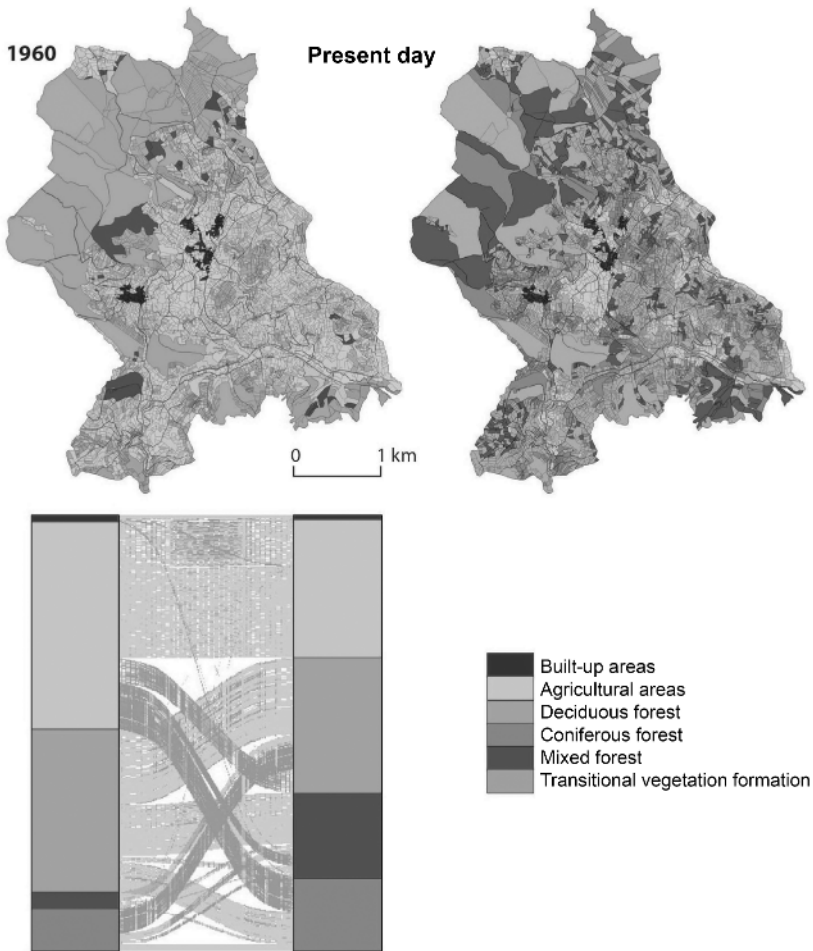 1960
Present day
0 1 km
Built-up areas
Agricultural areas
Deciduous forest
Coniferous forest
Mixed forest
Transitional vegetation formation